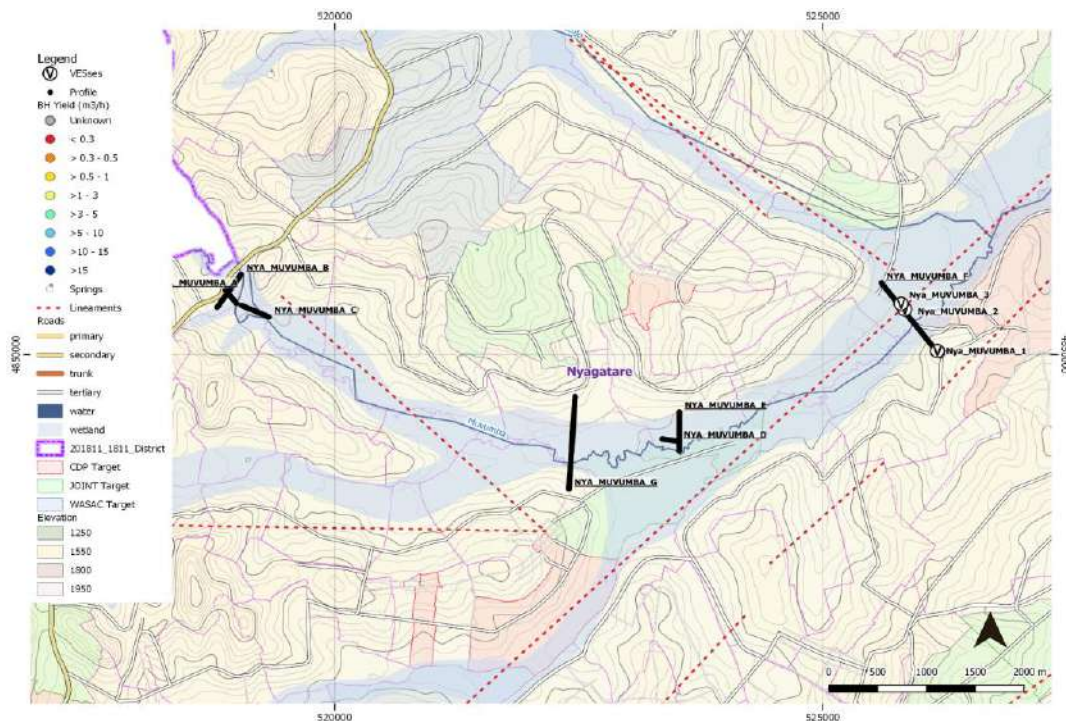 520000
525000
Legend
V
VESses
Profile
BH Yield (m3/h)
Unknown
< 0.3
> 0.3 - 0.5
> 0.5 - 1
>1 - 3
>3 - 5
>5 - 10
>10 - 15
>15
Springs
Lineaments
Roads
primary
secondary
trunk
tertiary
water
wetland
201811_1811_District
CDP Target
JOINT Target
WASAC Target
Elevation
1250
1550
1800
1950
4850000
4850000
NYA_MUVUMBA_B
_MUVUMBA_A
NYA_MUVUMBA_C
NYA_MUVUMBA_F
V
Nya_MUVUMBA_3
Nya_MUVUMBA_2
V
Nya_MUVUMBA_1
Nyagatare
NYA_MUVUMBA_E
Muvumba
NYA_MUVUMBA_D
NYA_MUVUMBA_G
0 500 1000 1500 2000 m
520000
525000